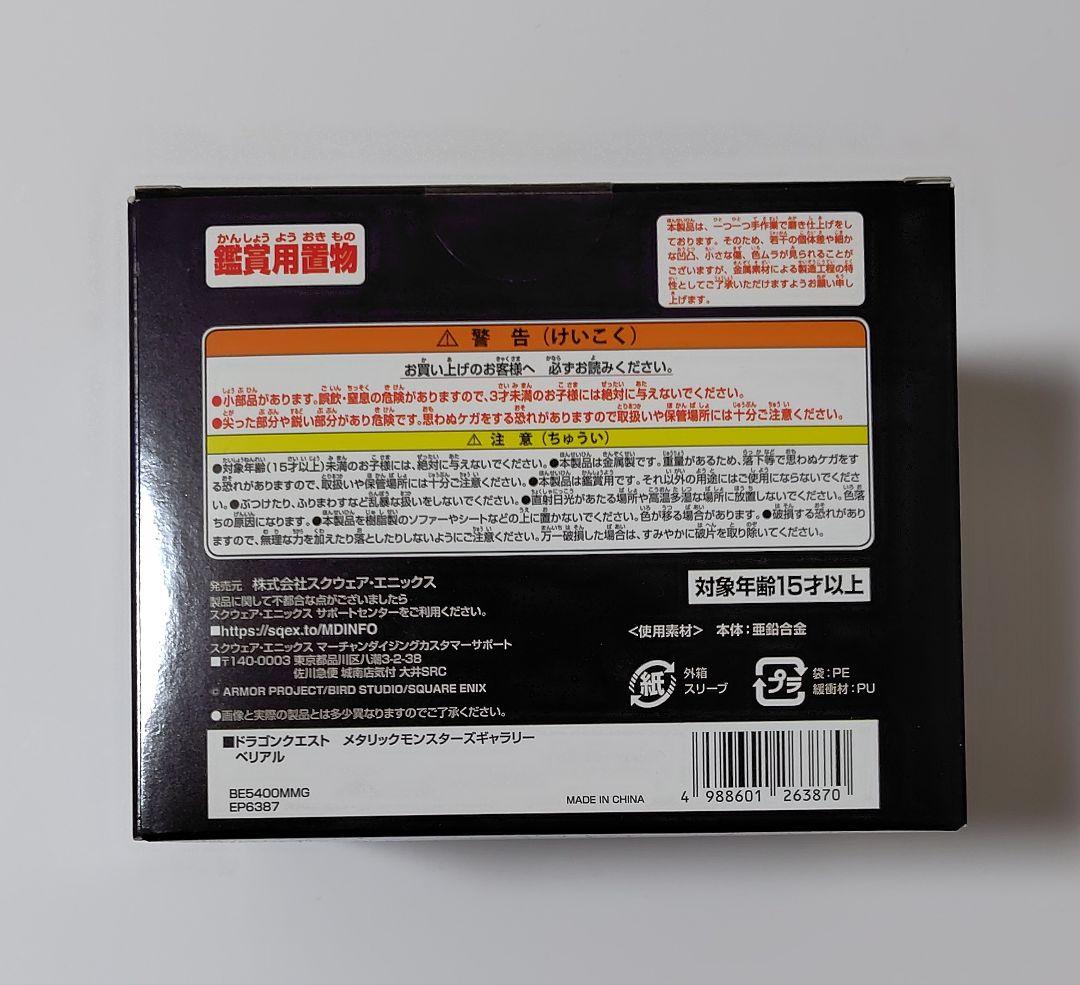 かんしょう よう おき もの
鑑賞用置物
本製品は、一つ一つ手作業で磨き仕上げをし
ております。そのため、若干の個体差や細か
な凹凸、小さな傷、色ムラが見られることが
ございますが、金属素材による製造工程の特
性としてご了承いただけますようお願い申し
上げます。
⚠ 警告（けいこく）
お買い上げのお客様へ 必ずお読みください。
●小部品があります。誤飲・窒息の危険がありますので、3才未満のお子様には絶対に与えないでください。
●尖った部分や鋭い部分があり危険です。思わぬケガをする恐れがありますので取扱いや保管場所には十分ご注意ください。
⚠ 注意（ちゅうい）
●対象年齢(15才以上)未満のお子様には、絶対に与えないでください。●本製品は金属製です。重量があるため、落下等で思わぬケガをす
る恐れがありますので、取扱いや保管場所には十分ご注意ください。●本製品は鑑賞用です。それ以外の用途にはご使用にならないでくださ
い。●ぶつけたり、ふりまわすなど乱暴な扱いをしないでください。●直射日光があたる場所や高温多湿な場所に放置しないでください。色落
ちの原因になります。●本製品を樹脂製のソファーやシートなどの上に置かないでください。色が移る場合があります。●破損する恐れがあり
ますので、無理な力を加えたり落としたりしないようにご注意ください。万一破損した場合は、すみやかに破片を取り除いてください。
発売元 株式会社スクウェア・エニックス
製品に関して不都合な点がございましたら
スクウェア・エニックス サポートセンターをご利用ください。
■https://sqex.to/MDINFO
スクウェア・エニックス マーチャンダイジングカスタマーサポート
■〒140-0003 東京都品川区八潮3-2-38
佐川急便 城南店気付 大井SRC
© ARMOR PROJECT/BIRD STUDIO/SQUARE ENIX
●画像と実際の製品とは多少異なりますのでご了承ください。
対象年齢15才以上
<使用素材> 本体:亜鉛合金
紙 外箱
スリーブ
プラ 袋:PE
緩衝材:PU
■ドラゴンクエスト メタリックモンスターズギャラリー
ベリアル
BE5400MMG
EP6387
MADE IN CHINA
4 988601 263870